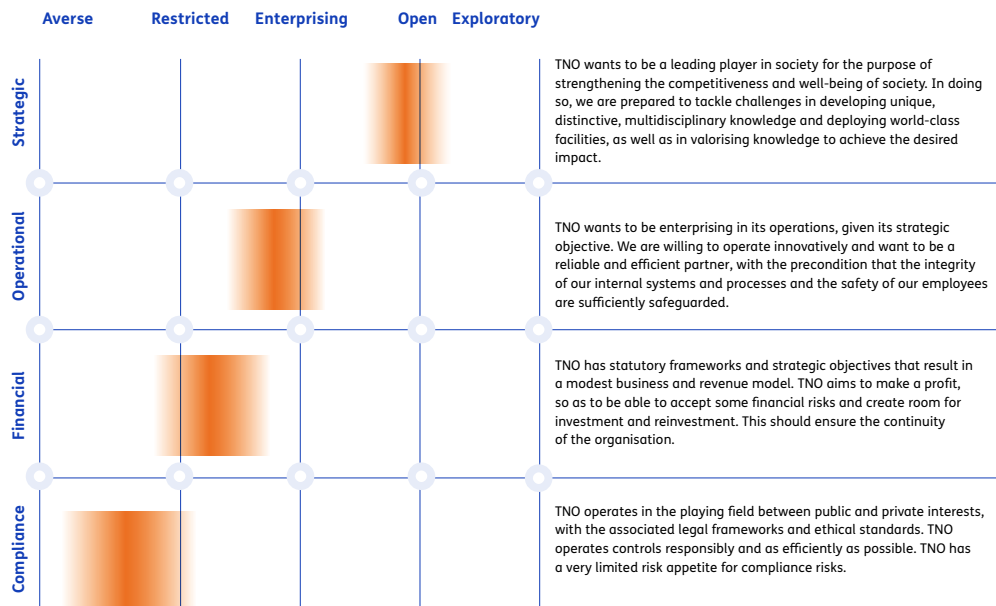 Averse Restricted Enterprising Open Exploratory
Strategic
TNO wants to be a leading player in society for the purpose of
strengthening the competitiveness and well-being of society. In doing
so, we are prepared to tackle challenges in developing unique,
distinctive, multidisciplinary knowledge and deploying world-class
facilities, as well as in valorising knowledge to achieve the desired
impact.
Operational
TNO wants to be enterprising in its operations, given its strategic
objective. We are willing to operate innovatively and want to be a
reliable and efficient partner, with the precondition that the integrity
of our internal systems and processes and the safety of our employees
are sufficiently safeguarded.
Financial
TNO has statutory frameworks and strategic objectives that result in
a modest business and revenue model. TNO aims to make a profit,
so as to be able to accept some financial risks and create room for
investment and reinvestment. This should ensure the continuity
of the organisation.
Compliance
TNO operates in the playing field between public and private interests,
with the associated legal frameworks and ethical standards. TNO
operates controls responsibly and as efficiently as possible. TNO has
a very limited risk appetite for compliance risks.